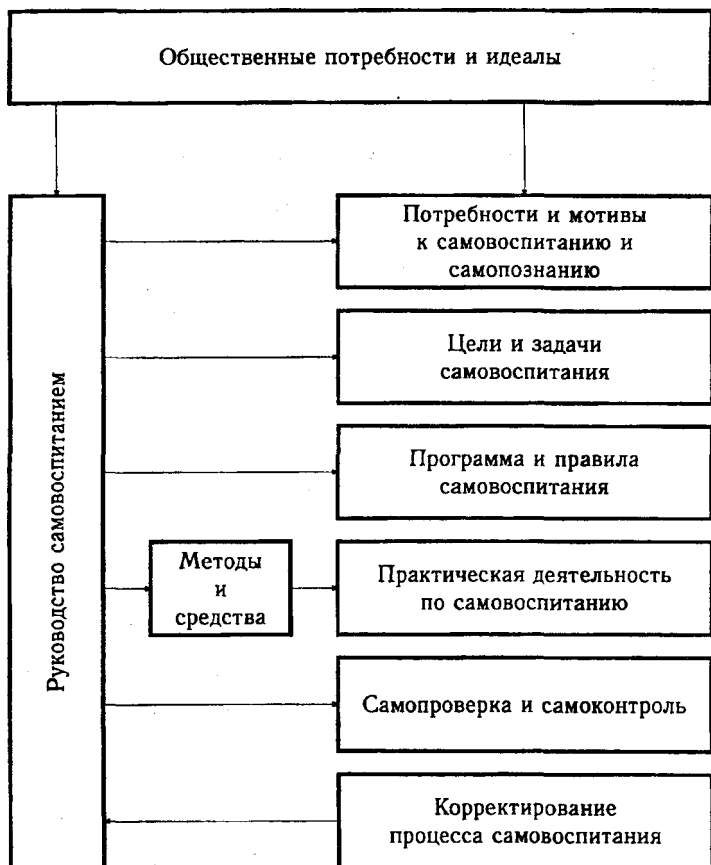 Общественные потребности и идеалы
Руководство самовоспитанием
Потребности и мотивы
к самовоспитанию и
самопознанию
Цели и задачи
самовоспитания
Программа и правила
самовоспитания
Методы
и
средства
Практическая деятельность
по самовоспитанию
Самопроверка и самоконтроль
Корректирование
процесса самовоспитания